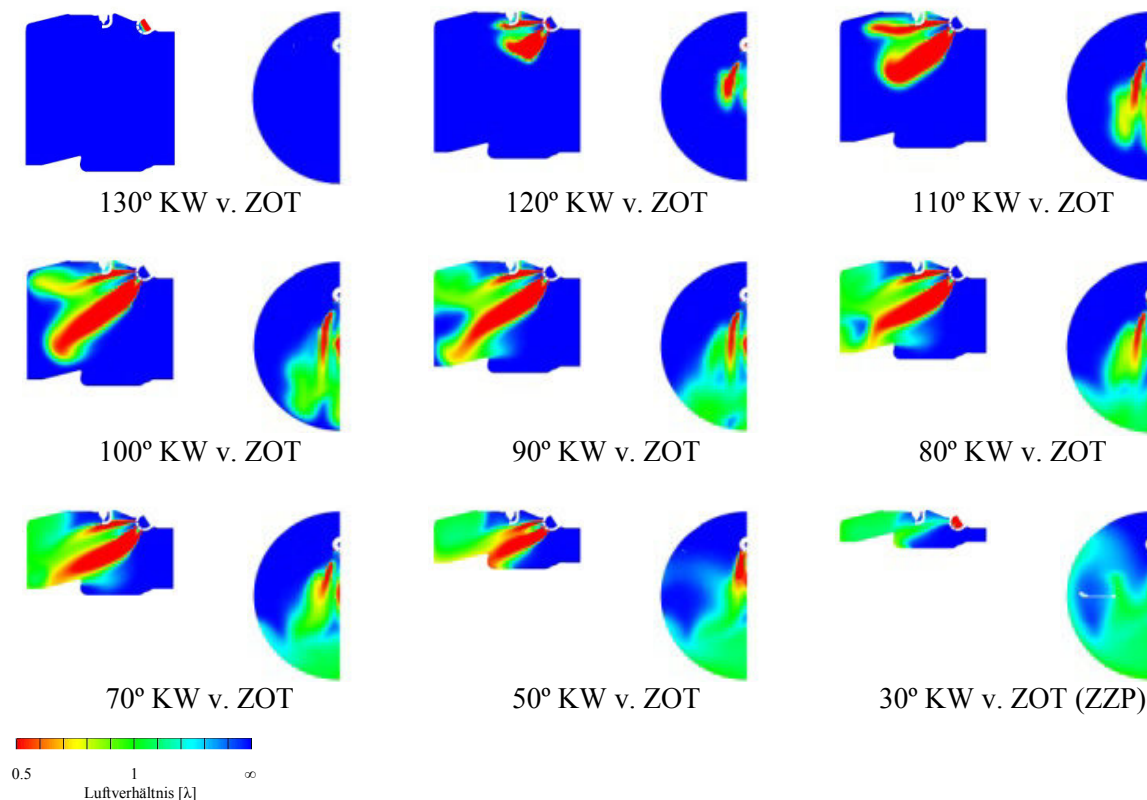 130º KW v. ZOT
120º KW v. ZOT
110º KW v. ZOT
100º KW v. ZOT
90º KW v. ZOT
80º KW v. ZOT
70º KW v. ZOT
50º KW v. ZOT
30º KW v. ZOT (ZZP)
0.5 1 ∞
Luftverhältnis [λ]